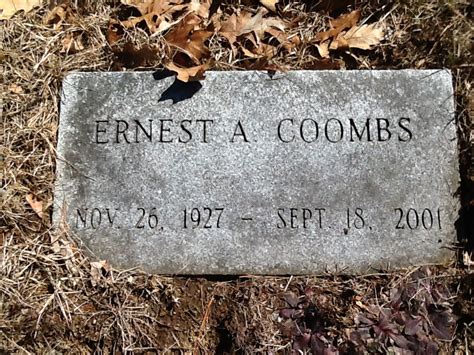 ERNEST A. COOMBS
NOV. 26, 1927 – SEPT. 18, 2001